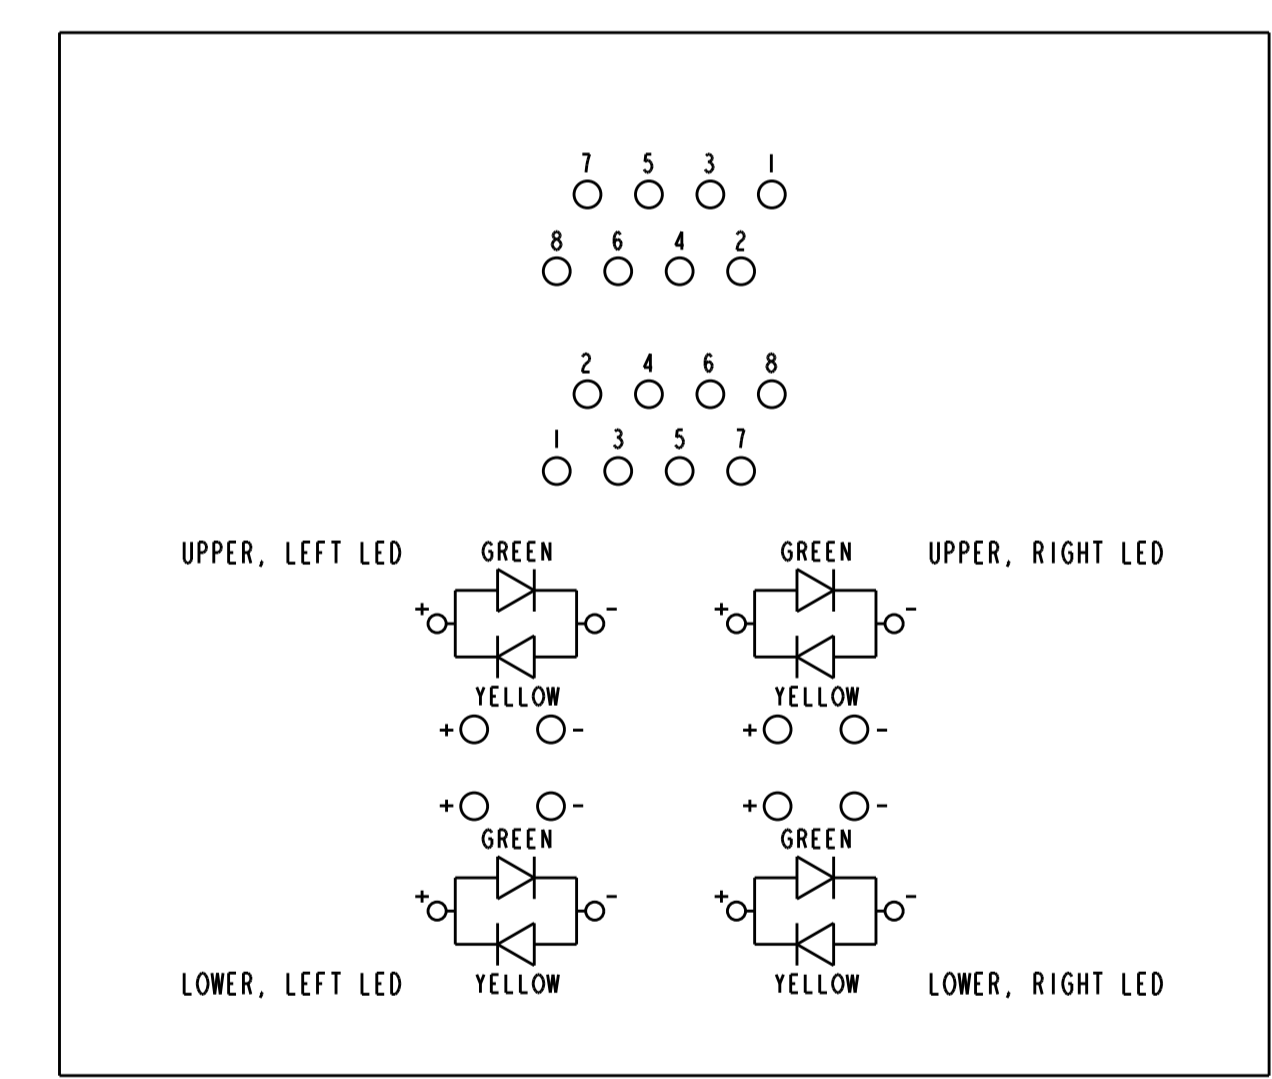 7 5 3 1
8 6 4 2
2 4 6 8
1 3 5 7
UPPER, LEFT LED GREEN GREEN UPPER, RIGHT LED
+ - + -
YELLOW YELLOW
+ - + -
+ - + -
GREEN GREEN
+ - + -
LOWER, LEFT LED YELLOW YELLOW LOWER, RIGHT LED